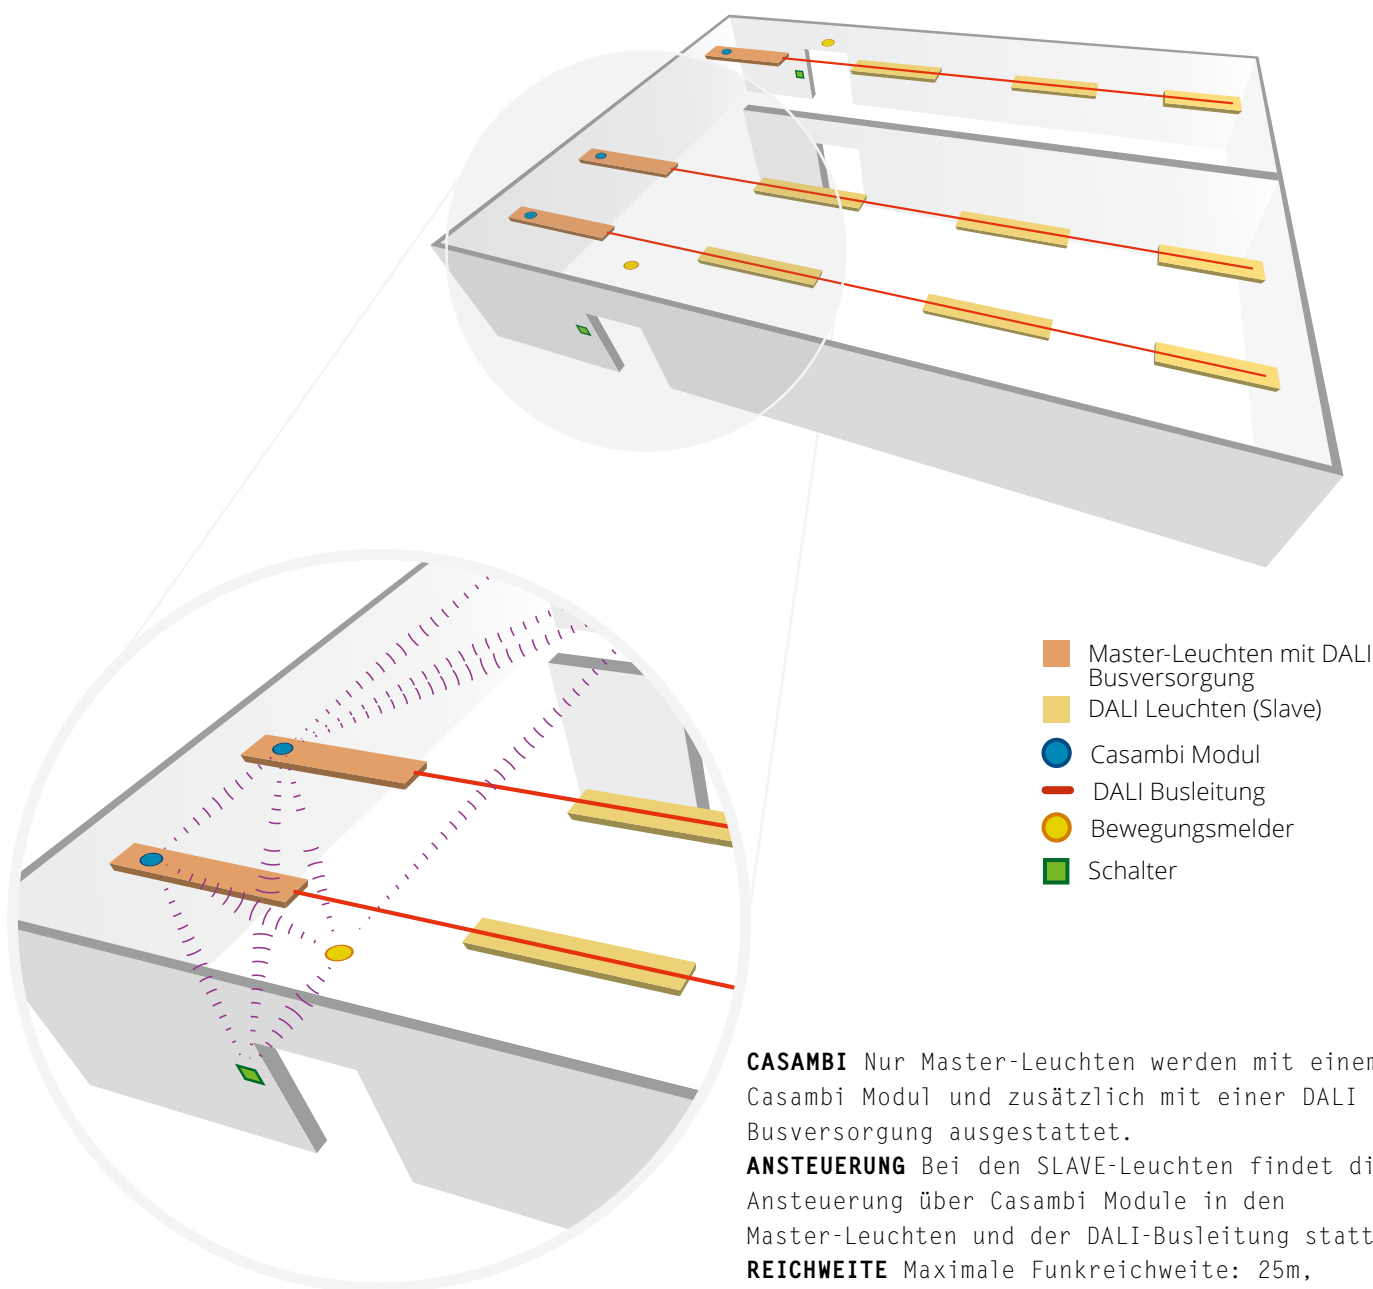 Master-Leuchten mit DALI
Busversorgung
DALI Leuchten (Slave)
Casambi Modul
DALI Busleitung
Bewegungsmelder
Schalter
CASAMBI Nur Master-Leuchten werden mit einem
Casambi Modul und zusätzlich mit einer DALI
Busversorgung ausgestattet.
ANSTEUERUNG Bei den SLAVE-Leuchten findet di
Ansteuerung über Casambi Module in den
Master-Leuchten und der DALI-Busleitung statt
REICHWEITE Maximale Funkreichweite: 25m,